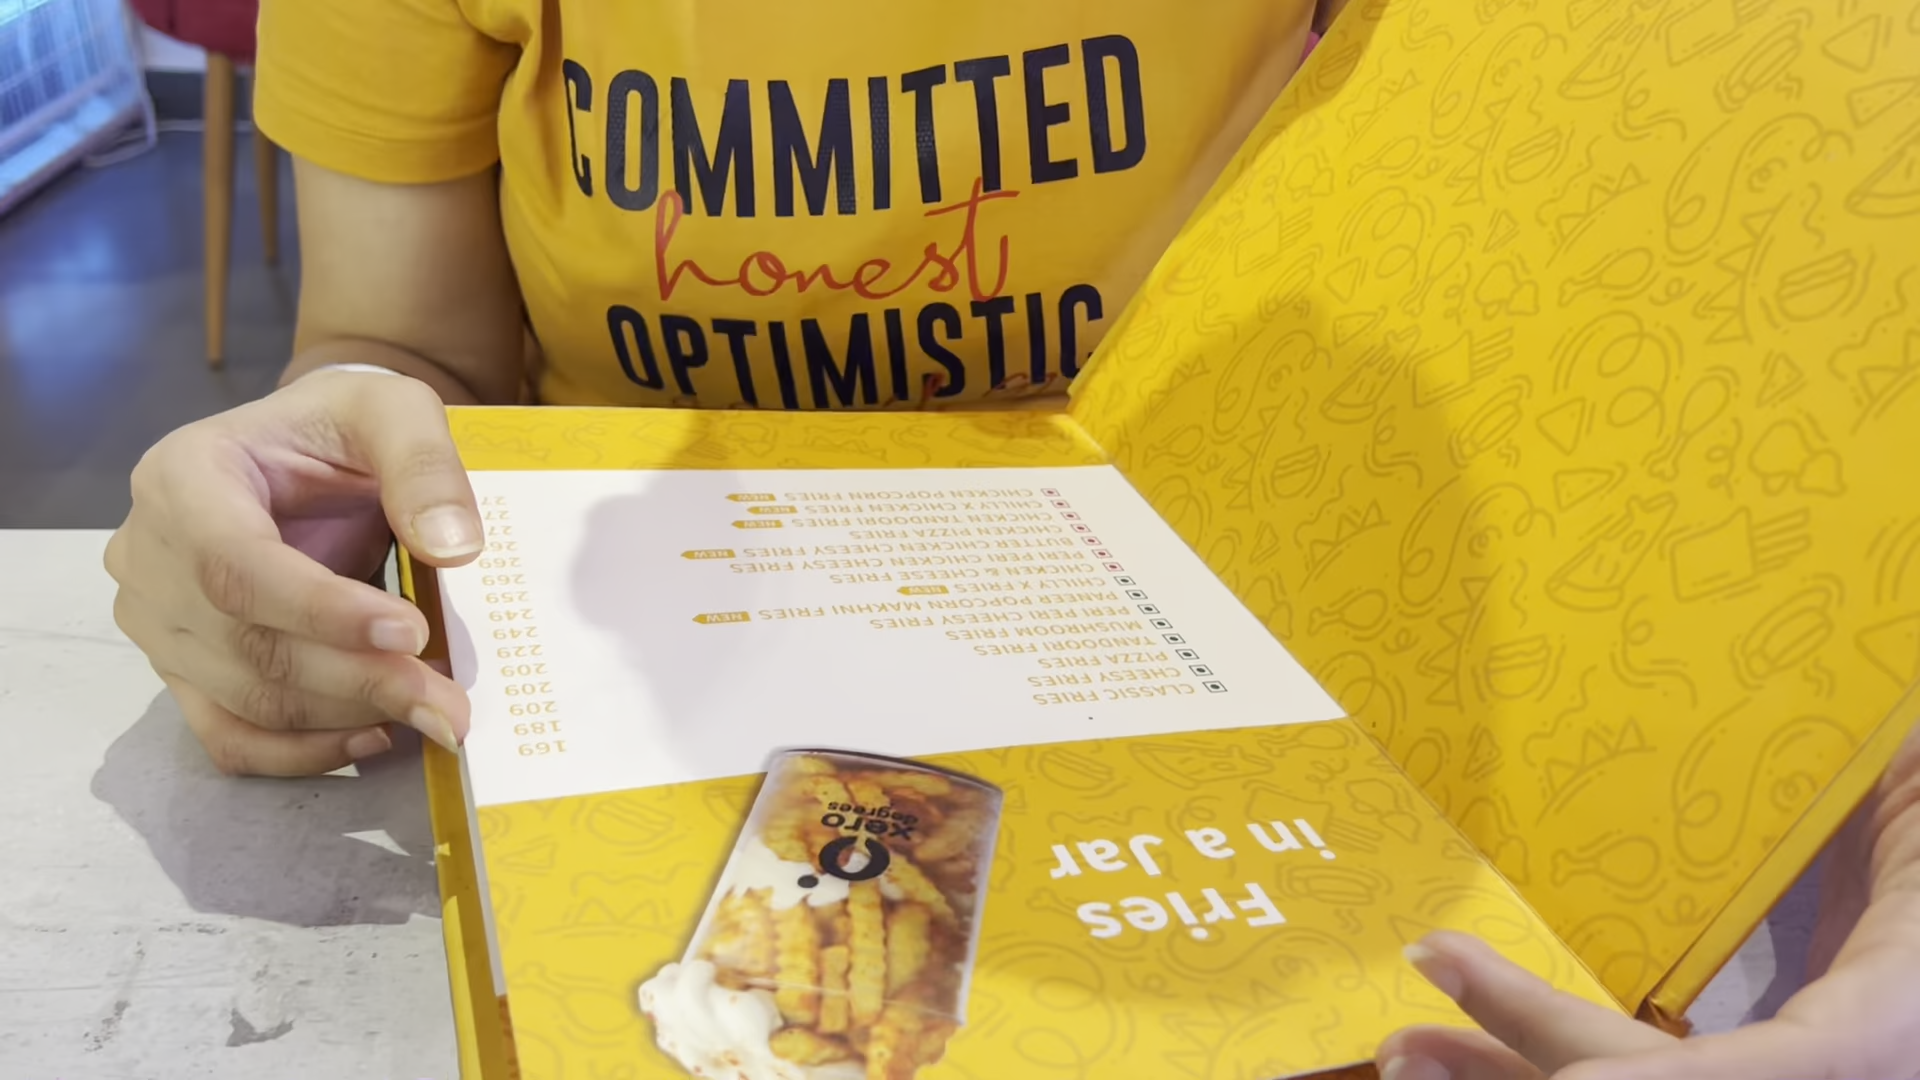 COMMITTED
honest
OPTIMISTIC
Fries
in a Jar
xero
degrees
CLASSIC FRIES 169
CHEESY FRIES 189
PIZZA FRIES 209
TANDOORI FRIES 209
MUSHROOM FRIES 209
PERI CHEESY FRIES 229
PANEER POPCORN MAKHNI FRIES NEW 249
CHILLY X FRIES NEW 249
CHICKEN & CHEESE FRIES 259
PERI PERI CHICKEN CHEESY FRIES 269
BUTTER CHICKEN CHEESY FRIES NEW 269
CHICKEN PIZZA FRIES
CHICKEN TANDOORI FRIES NEW
CHILLY X CHICKEN FRIES NEW
CHICKEN POPCORN FRIES NEW